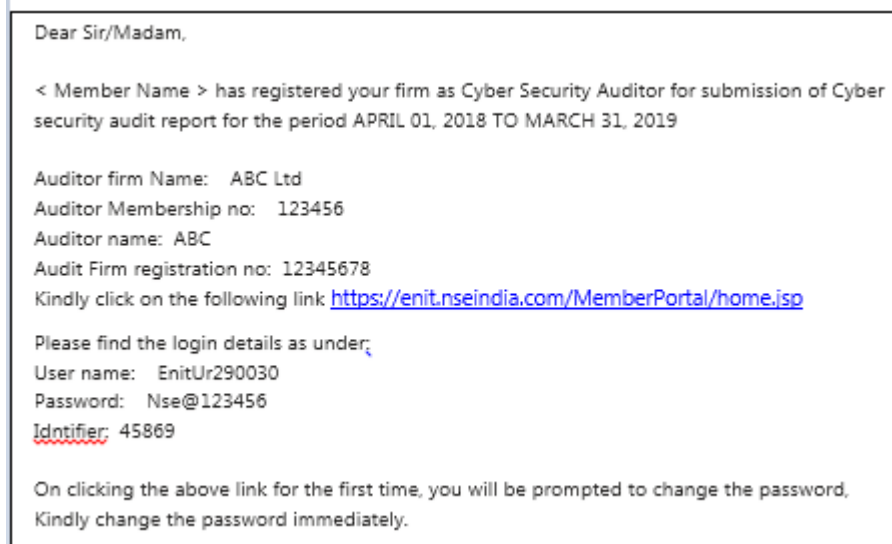 Dear Sir/Madam,
< Member Name > has registered your firm as Cyber Security Auditor for submission of Cyber
security audit report for the period APRIL 01, 2018 TO MARCH 31, 2019
Auditor firm Name: ABC Ltd
Auditor Membership no: 123456
Auditor name: ABC
Audit Firm registration no: 12345678
Kindly click on the following link https://enit.nseindia.com/MemberPortal/home.jsp
Please find the login details as under;
User name: EnitUr290030
Password: Nse@123456
Idntifier: 45869
On clicking the above link for the first time, you will be prompted to change the password,
Kindly change the password immediately.